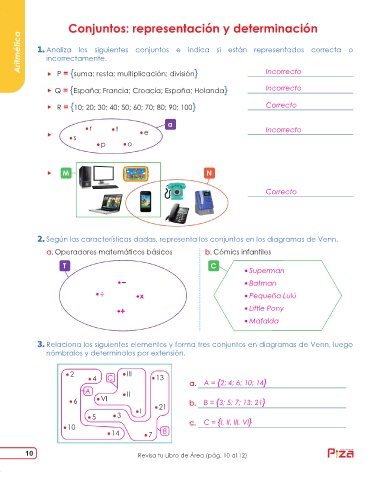 Aritmética
Conjuntos: representación y determinación
1. Analiza los siguientes conjuntos e indica si están representados correcta o
incorrectamente.
▸ P = {suma; resta; multiplicación; división} Incorrecto
▸ Q = {España; Francia; Croacia; España; Holanda} Incorrecto
▸ R = {10; 20; 30; 40; 50; 60; 70; 80; 90; 100} Correcto
a
▸ •r •t •e Incorrecto
•s
•p •o
▸ M N
Correcto
2. Según las características dadas, representa los conjuntos en los diagramas de Venn.
a. Operadores matemáticos básicos b. Cómics infantiles
T C
• Superman
•− • Batman
•÷ •x • Pequeña Lulú
•+ • Little Pony
• Mafalda
3. Relaciona los siguientes elementos y forma tres conjuntos en diagramas de Venn, luego
nómbralos y determínalos por extensión.
•2 •4 C •III •13
A •II
•6 •VI •21
•I
•5 •3
•10 •14 •7 B
a. A = {2; 4; 6; 10; 14}
b. B = {3; 5; 7; 13; 21}
c. C = {I, II, III, VI}
10 Revisa tu Libro de Área (pág. 10 al 12)